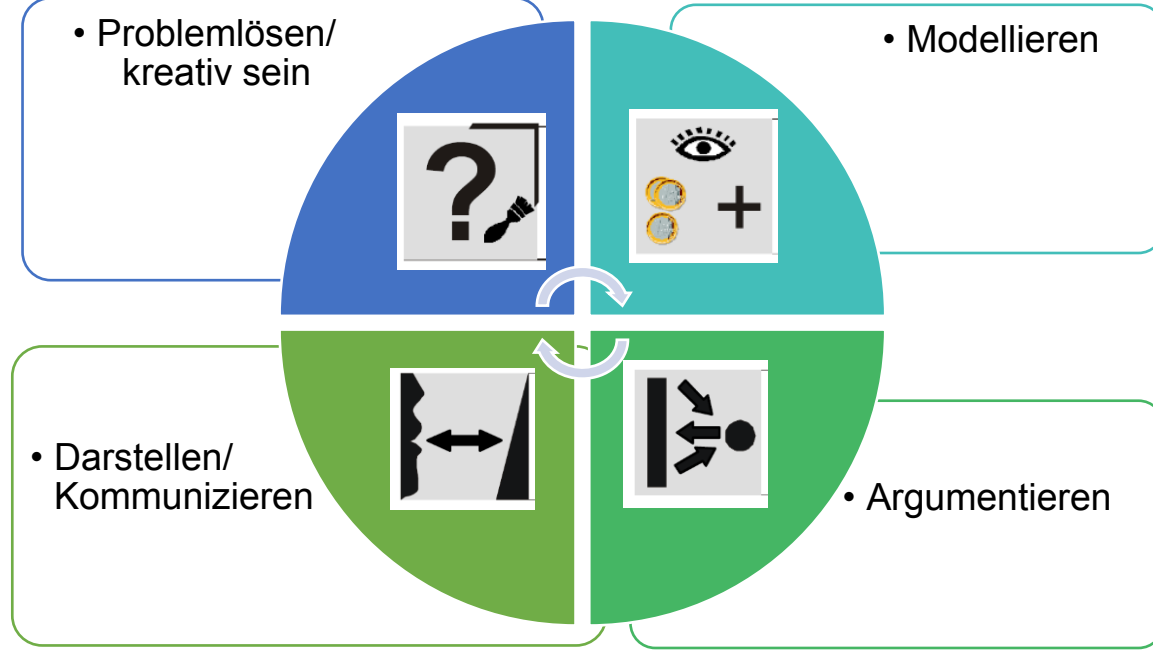 • Problemlösen/
kreativ sein
• Modellieren
?
+
• Darstellen/
Kommunizieren
• Argumentieren